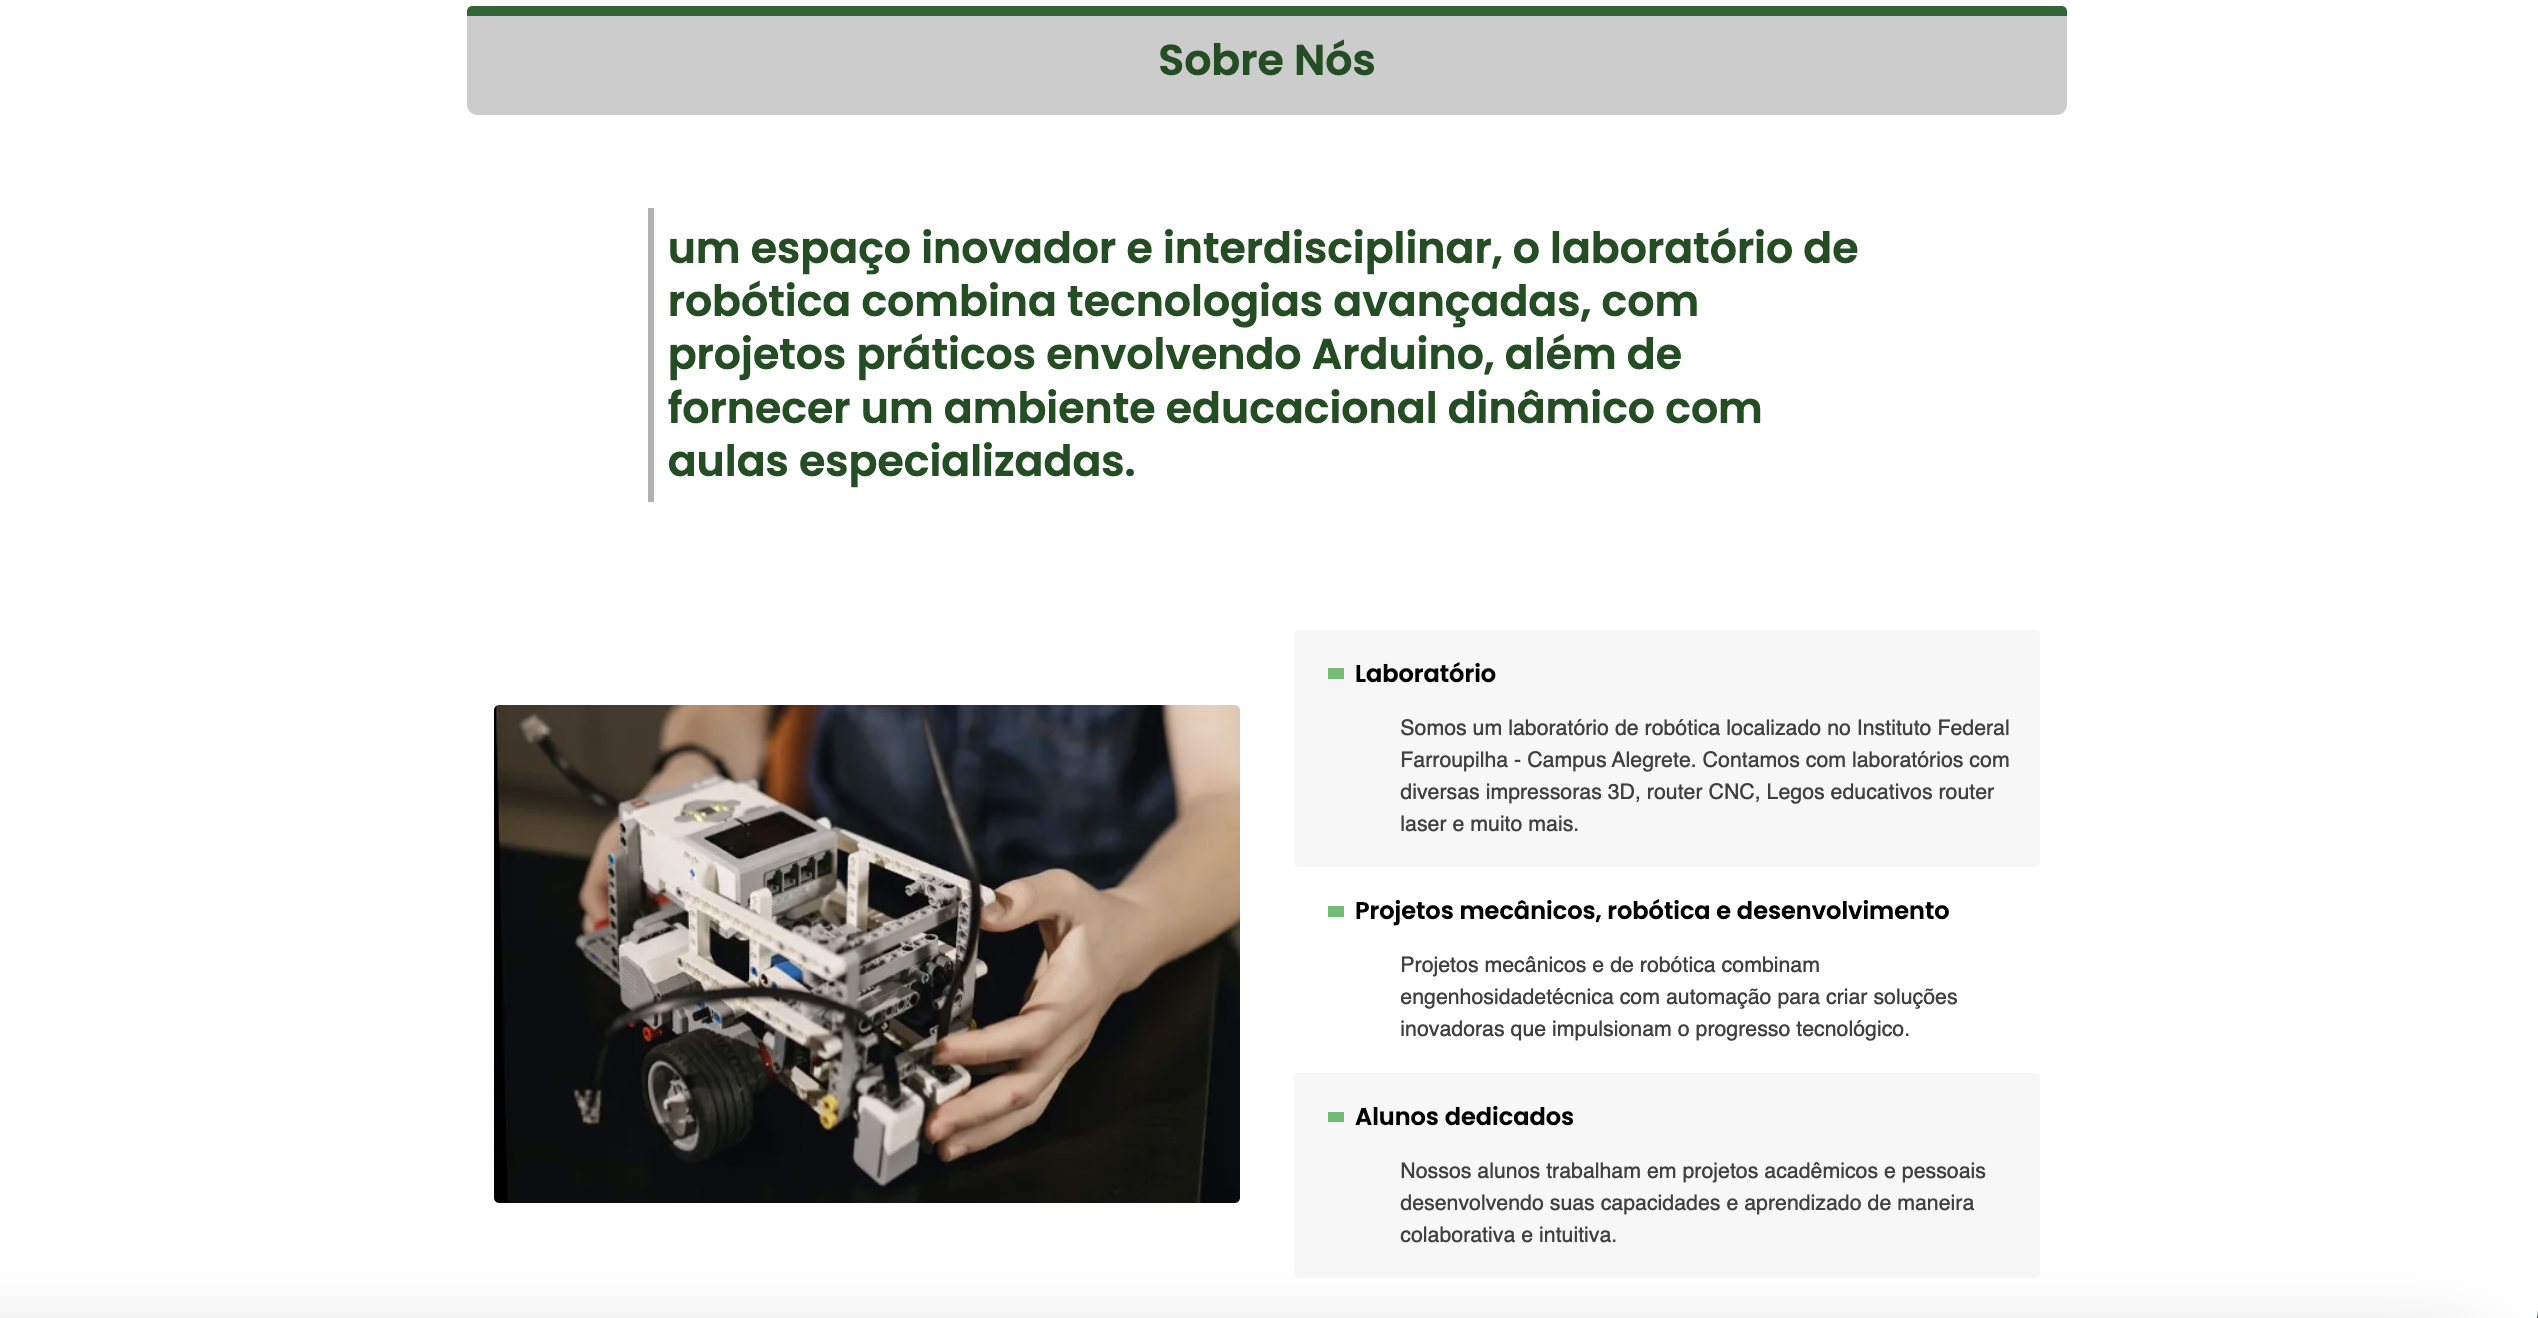 Sobre Nós
um espaço inovador e interdisciplinar, o laboratório de
robótica combina tecnologias avançadas, com
projetos práticos envolvendo Arduino, além de
fornecer um ambiente educacional dinâmico com
aulas especializadas.
Laboratório
Somos um laboratório de robótica localizado no Instituto Federal
Farroupilha - Campus Alegrete. Contamos com laboratórios com
diversas impressoras 3D, router CNC, Legos educativos router
laser e muito mais.
Projetos mecânicos, robótica e desenvolvimento
Projetos mecânicos e de robótica combinam
engenhosidadetécnica com automação para criar soluções
inovadoras que impulsionam o progresso tecnológico.
Alunos dedicados
Nossos alunos trabalham em projetos acadêmicos e pessoais
desenvolvendo suas capacidades e aprendizado de maneira
colaborativa e intuitiva.